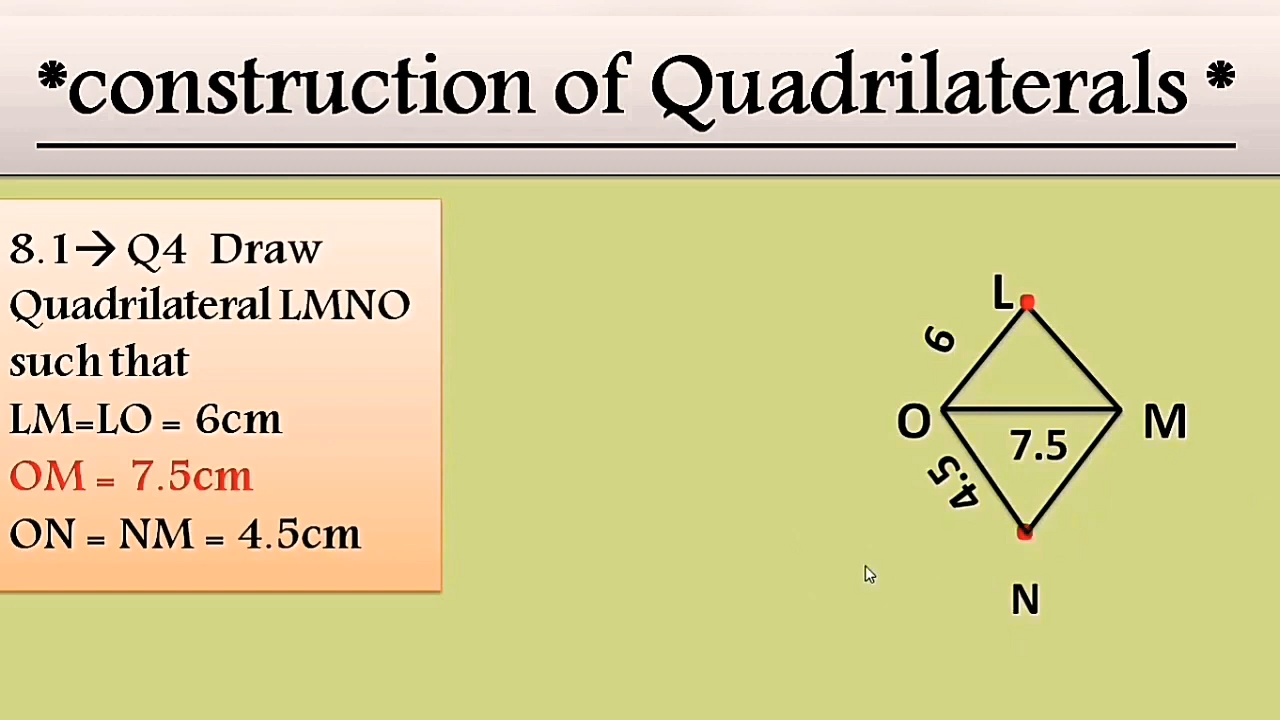 *construction of Quadrilaterals *
8.1→ Q4 Draw
Quadrilateral LMNO
such that
LM=LO = 6cm
OM = 7.5cm
ON = NM = 4.5cm
L
6
O
M
7.5
4.5
N